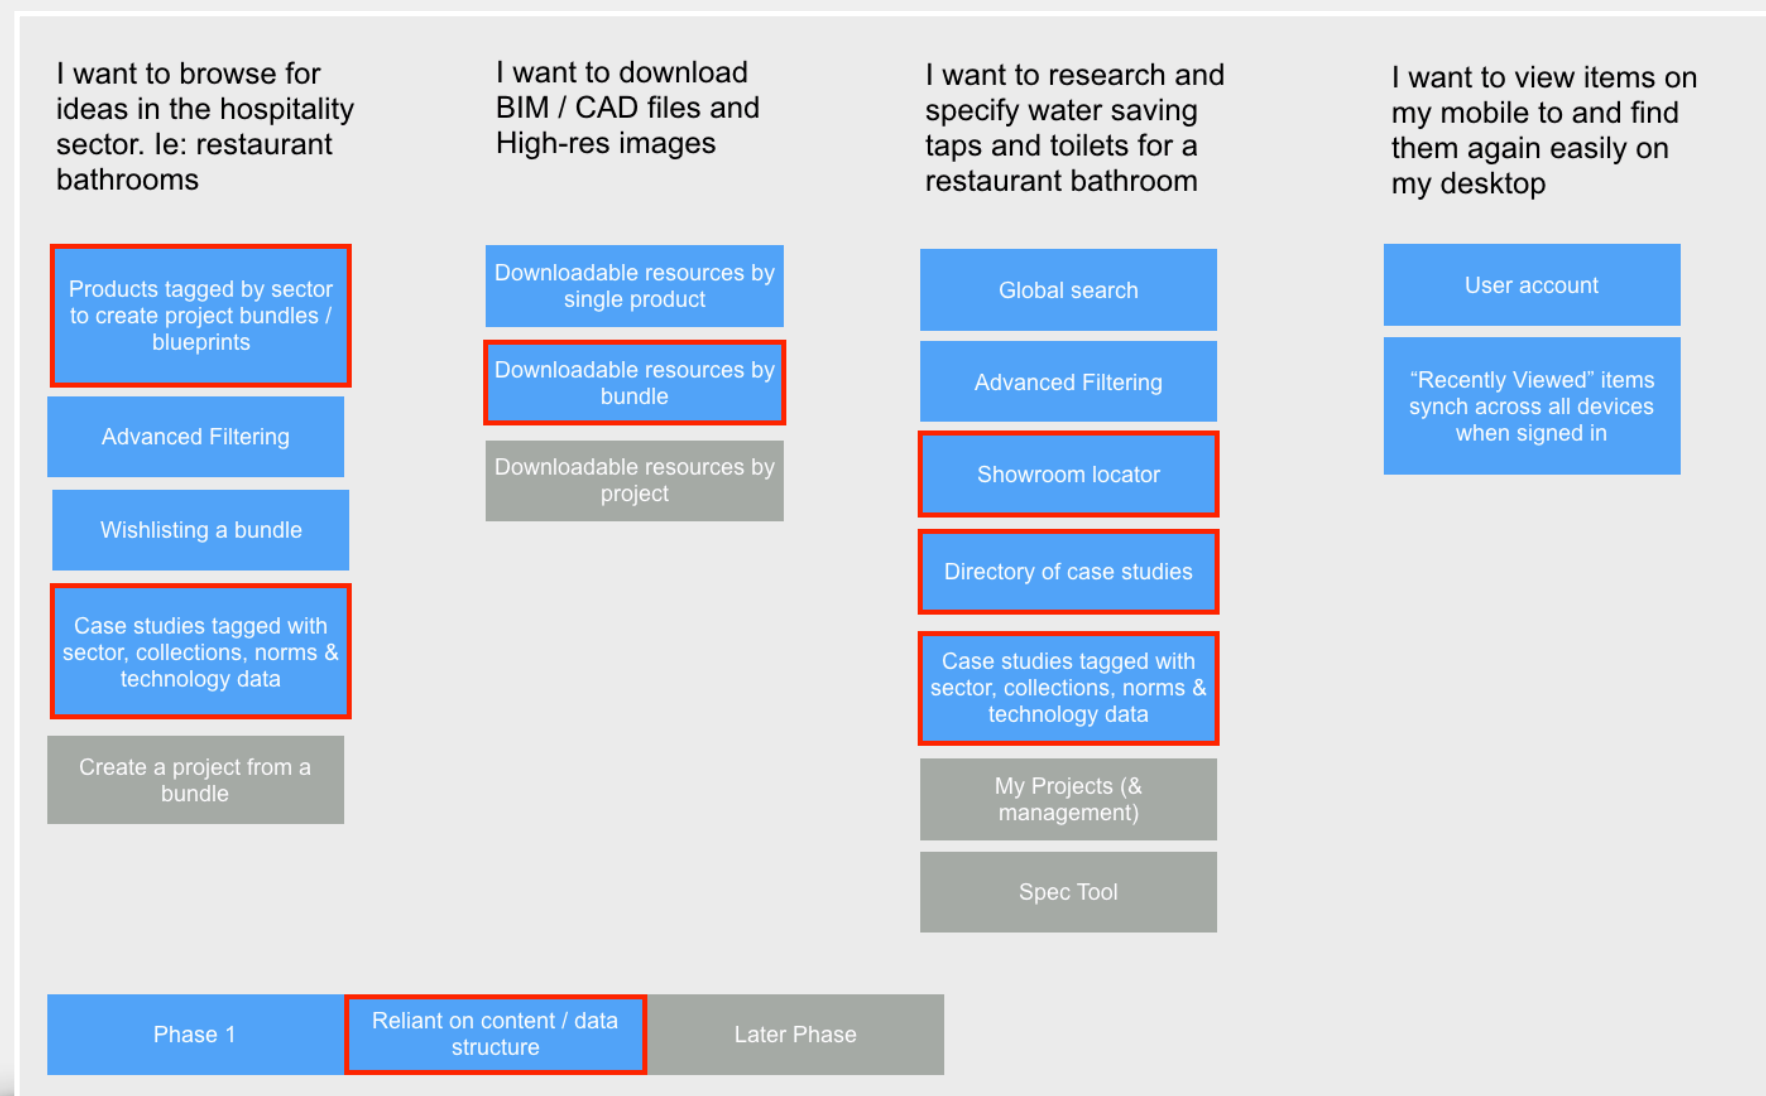 I want to browse for
ideas in the hospitality
sector. Ie: restaurant
bathrooms
Products tagged by sector
to create project bundles /
blueprints
Advanced Filtering
Wishlisting a bundle
Case studies tagged with
sector, collections, norms &
technology data
Create a project from a
bundle
I want to download
BIM / CAD files and
High-res images
Downloadable resources by
single product
Downloadable resources by
bundle
Downloadable resources by
project
I want to research and
specify water saving
taps and toilets for a
restaurant bathroom
Global search
Advanced Filtering
Showroom locator
Directory of case studies
Case studies tagged with
sector, collections, norms &
technology data
My Projects (&
management)
Spec Tool
I want to view items on
my mobile to and find
them again easily on
my desktop
User account
“Recently Viewed” items
synch across all devices
when signed in
Phase 1
Reliant on content / data
structure
Later Phase